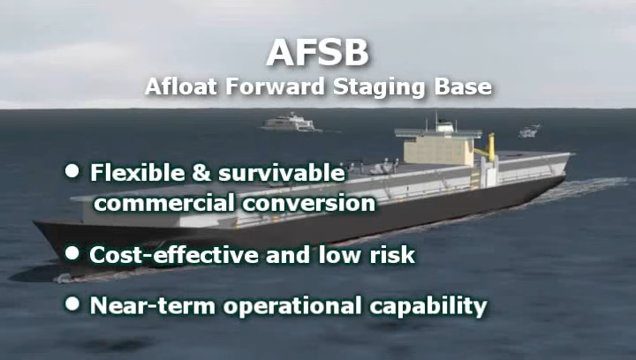 AFSB
Afloat Forward Staging Base
• Flexible & survivable
commercial conversion
• Cost-effective and low risk
• Near-term operational capability